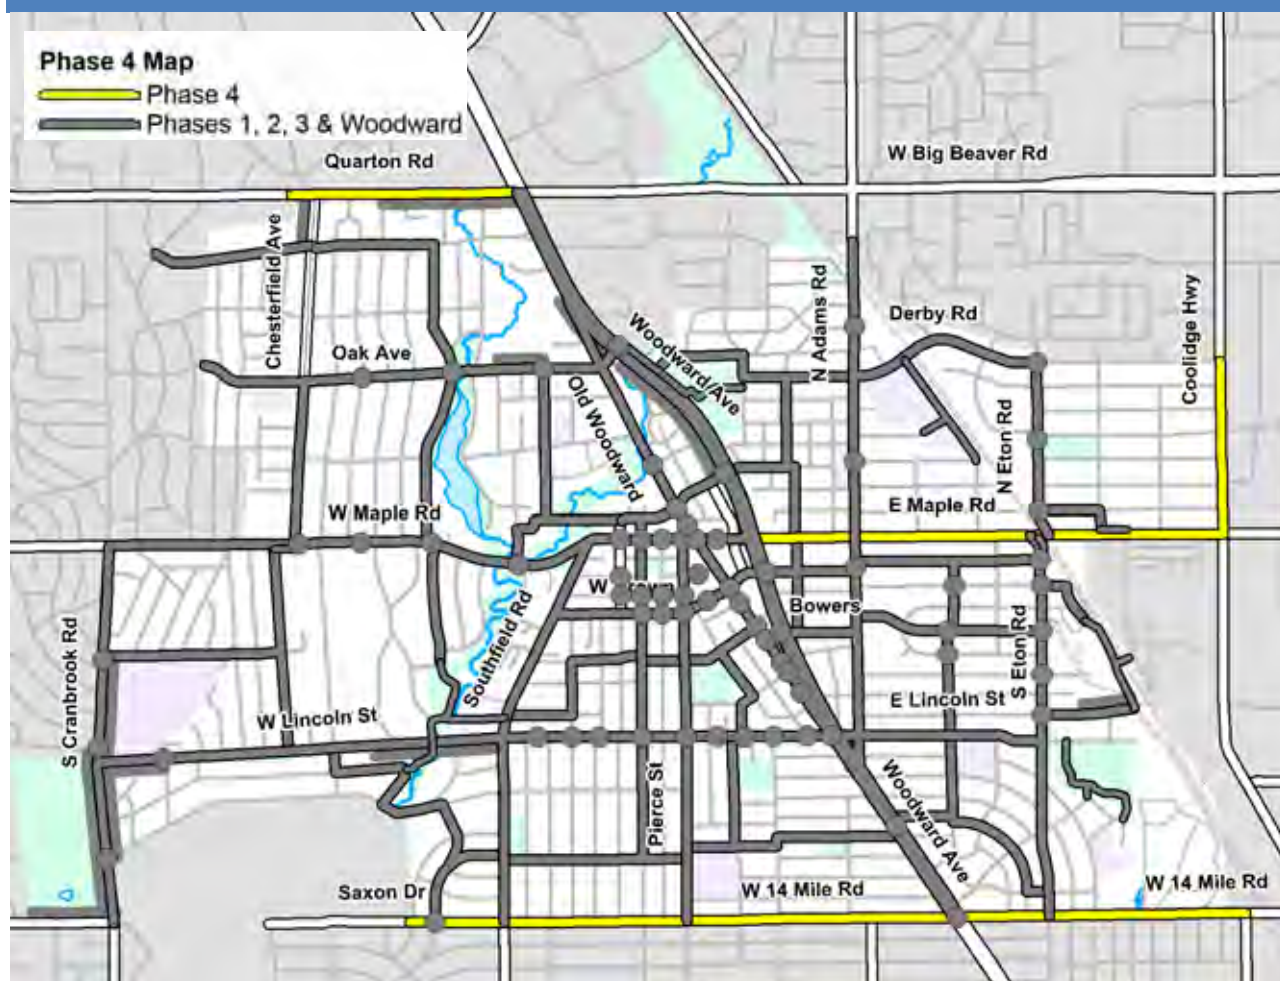 Phase 4 Map
Phase 4
Phases 1, 2, 3 & Woodward
Quarton Rd
W Big Beaver Rd
Chesterfield Ave
N Adams Rd
Coolidge Hwy
Derby Rd
Woodward Ave
Oak Ave
Old Woodward
N Eton Rd
W Maple Rd
E Maple Rd
W Brown
Bowers
Southfield Rd
S Cranbrook Rd
S Eton Rd
W Lincoln St
E Lincoln St
Pierce St
Woodward Ave
Saxon Dr
W 14 Mile Rd
W 14 Mile Rd